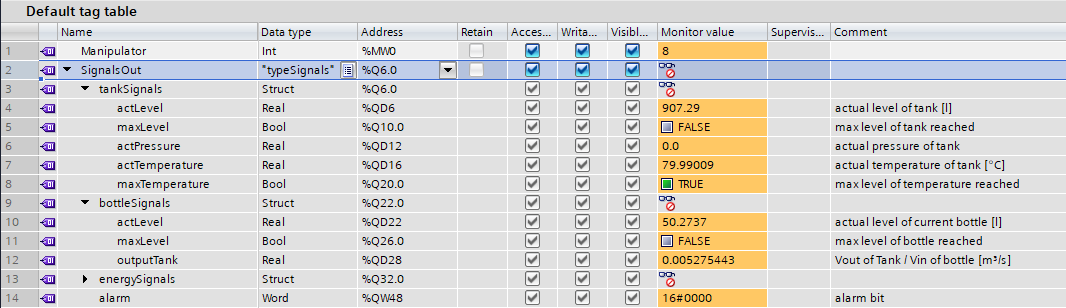 Default tag table
Name Data type Address Retain Acces... Writa... Visibl... Monitor value Supervis... Comment
1 Manipulator Int %MW0 8
2 SignalsOut "typeSignals" %Q6.0
3 tankSignals Struct %Q6.0
4 actLevel Real %QD6 907.29 actual level of tank [l]
5 maxLevel Bool %Q10.0 FALSE max level of tank reached
6 actPressure Real %QD12 0.0 actual pressure of tank
7 actTemperature Real %QD16 79.99009 actual temperature of tank [°C]
8 maxTemperature Bool %Q20.0 TRUE max level of temperature reached
9 bottleSignals Struct %Q22.0
10 actLevel Real %QD22 50.2737 actual level of current bottle [l]
11 maxLevel Bool %Q26.0 FALSE max level of bottle reached
12 outputTank Real %QD28 0.005275443 Vout of Tank / Vin of bottle [m³/s]
13 energySignals Struct %Q32.0
14 alarm Word %QW48 16#0000 alarm bit